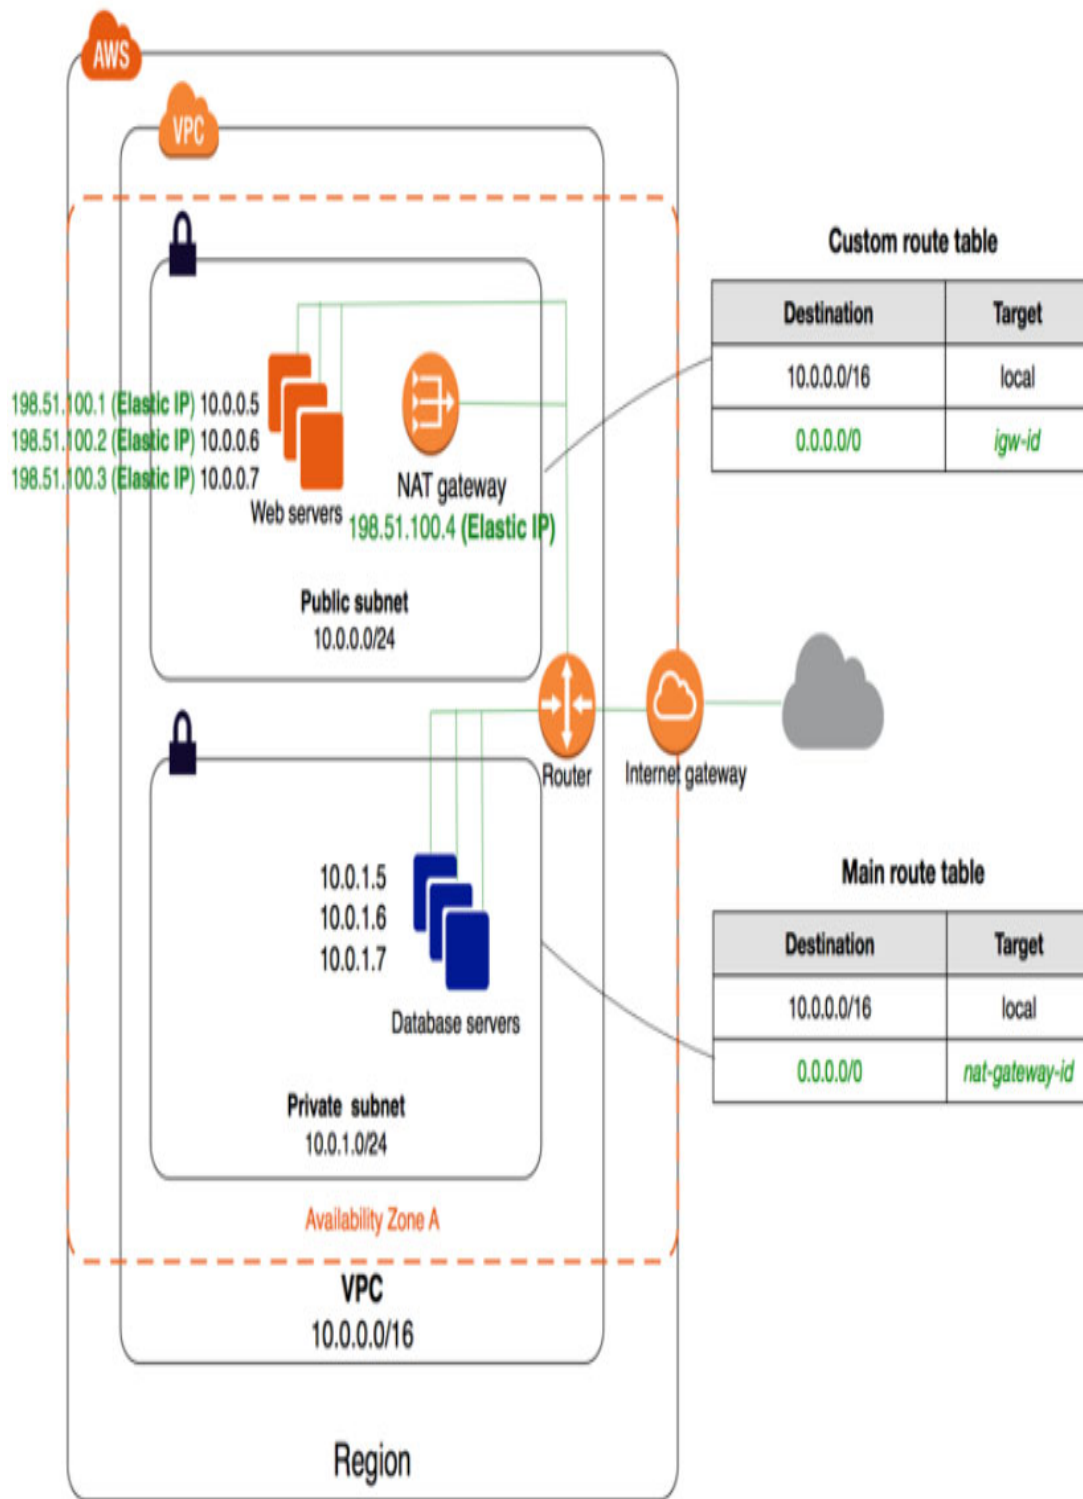 AWS
VPC
Custom route table
Destination Target
10.0.0.0/16 local
0.0.0.0/0 igw-id
198.51.100.1 (Elastic IP) 10.0.0.5
198.51.100.2 (Elastic IP) 10.0.0.6
198.51.100.3 (Elastic IP) 10.0.0.7
Web servers
NAT gateway
198.51.100.4 (Elastic IP)
Public subnet
10.0.0.0/24
Router
Internet gateway
10.0.1.5
10.0.1.6
10.0.1.7
Database servers
Main route table
Destination Target
10.0.0.0/16 local
0.0.0.0/0 nat-gateway-id
Private subnet
10.0.1.0/24
Availability Zone A
VPC
10.0.0.0/16
Region